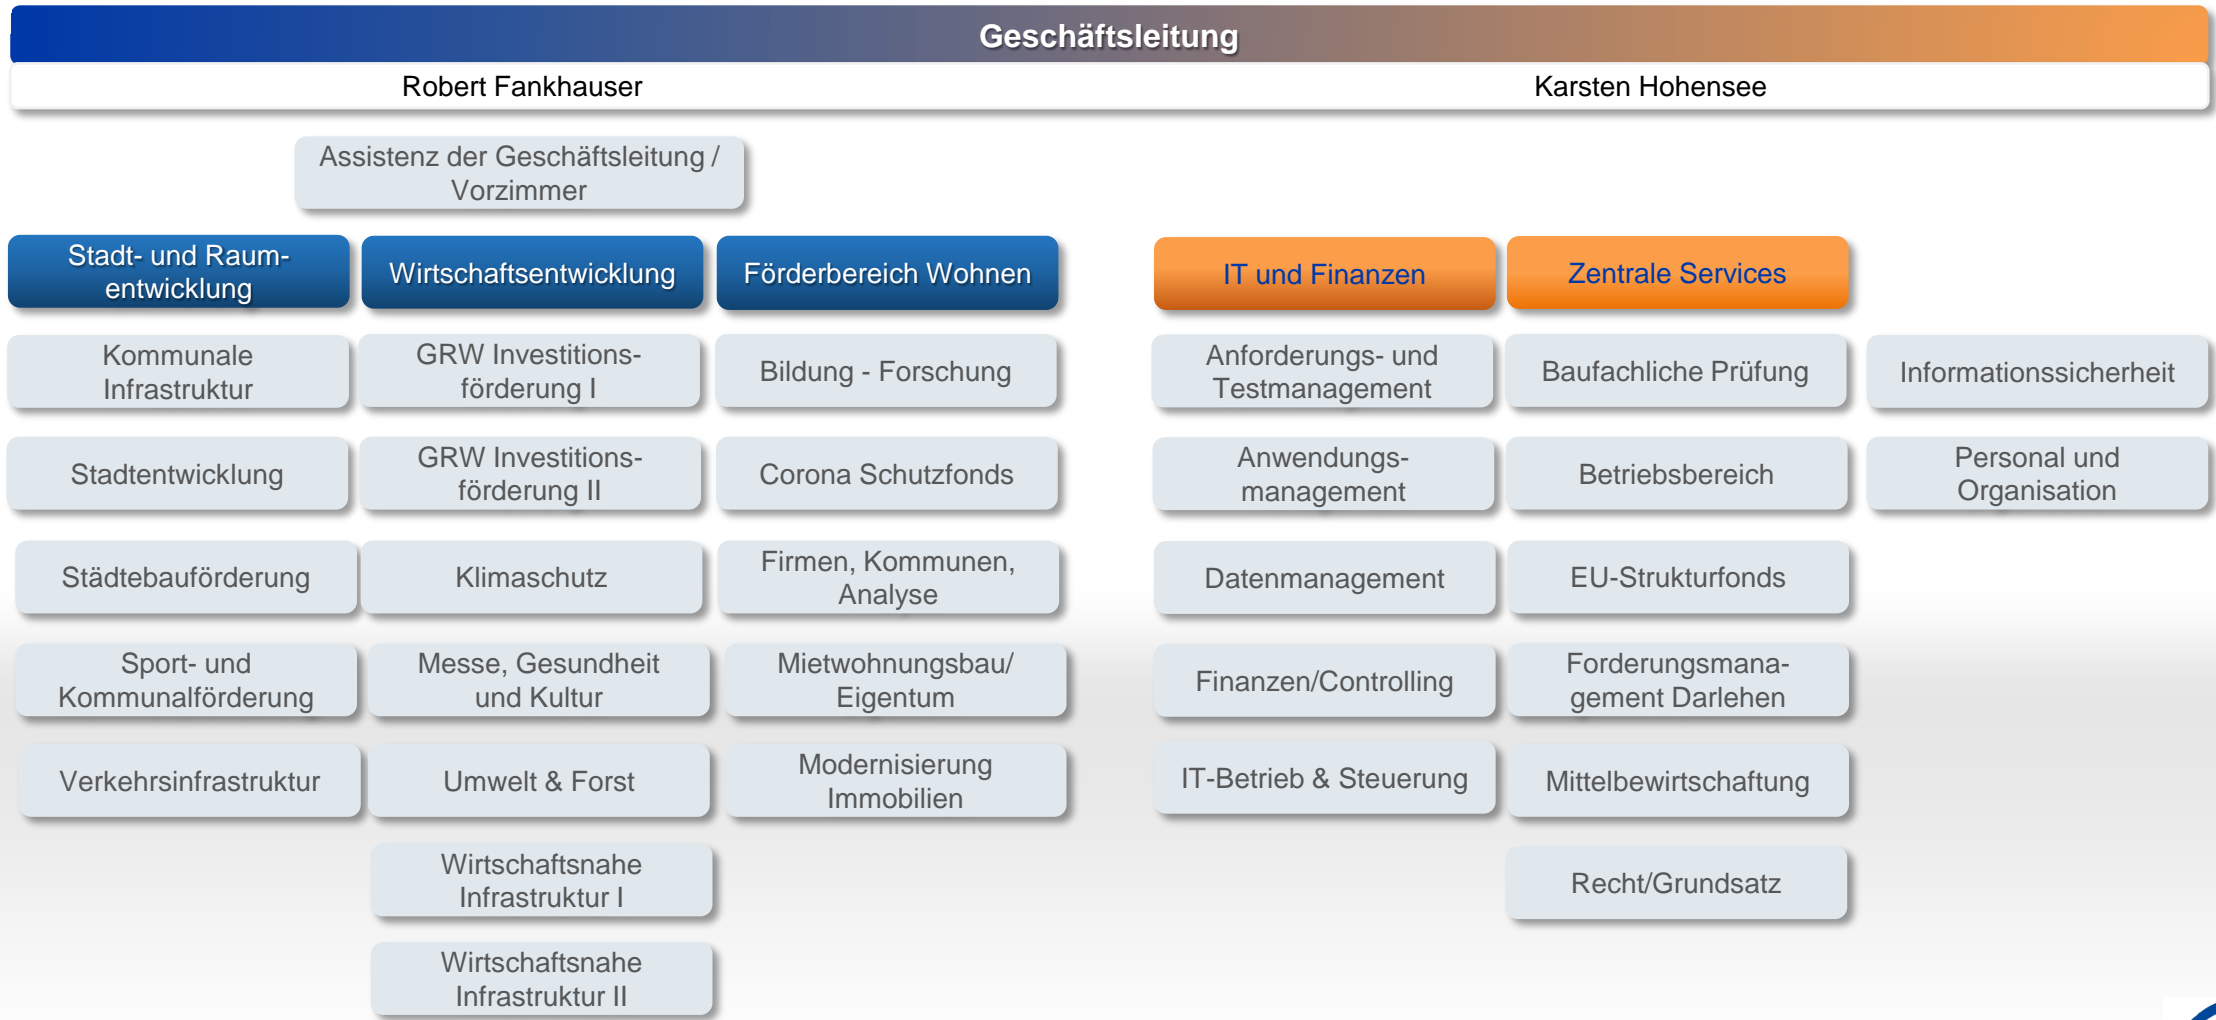 Geschäftsleitung
Robert Fankhauser
Karsten Hohensee
Assistenz der Geschäftsleitung /
Vorzimmer
Stadt- und Raum-
entwicklung
Wirtschaftsentwicklung
Förderbereich Wohnen
IT und Finanzen
Zentrale Services
Kommunale
Infrastruktur
GRW Investitions-
förderung I
Bildung - Forschung
Anforderungs- und
Testmanagement
Baufachliche Prüfung
Informationssicherheit
Stadtentwicklung
GRW Investitions-
förderung II
Corona Schutzfonds
Anwendungs-
management
Betriebsbereich
Personal und
Organisation
Städtebauförderung
Klimaschutz
Firmen, Kommunen,
Analyse
Datenmanagement
EU-Strukturfonds
Sport- und
Kommunalförderung
Messe, Gesundheit
und Kultur
Mietwohnungsbau/
Eigentum
Finanzen/Controlling
Forderungsmana-
gement Darlehen
Verkehrsinfrastruktur
Umwelt & Forst
Modernisierung
Immobilien
IT-Betrieb & Steuerung
Mittelbewirtschaftung
Wirtschaftsnahe
Infrastruktur I
Recht/Grundsatz
Wirtschaftsnahe
Infrastruktur II